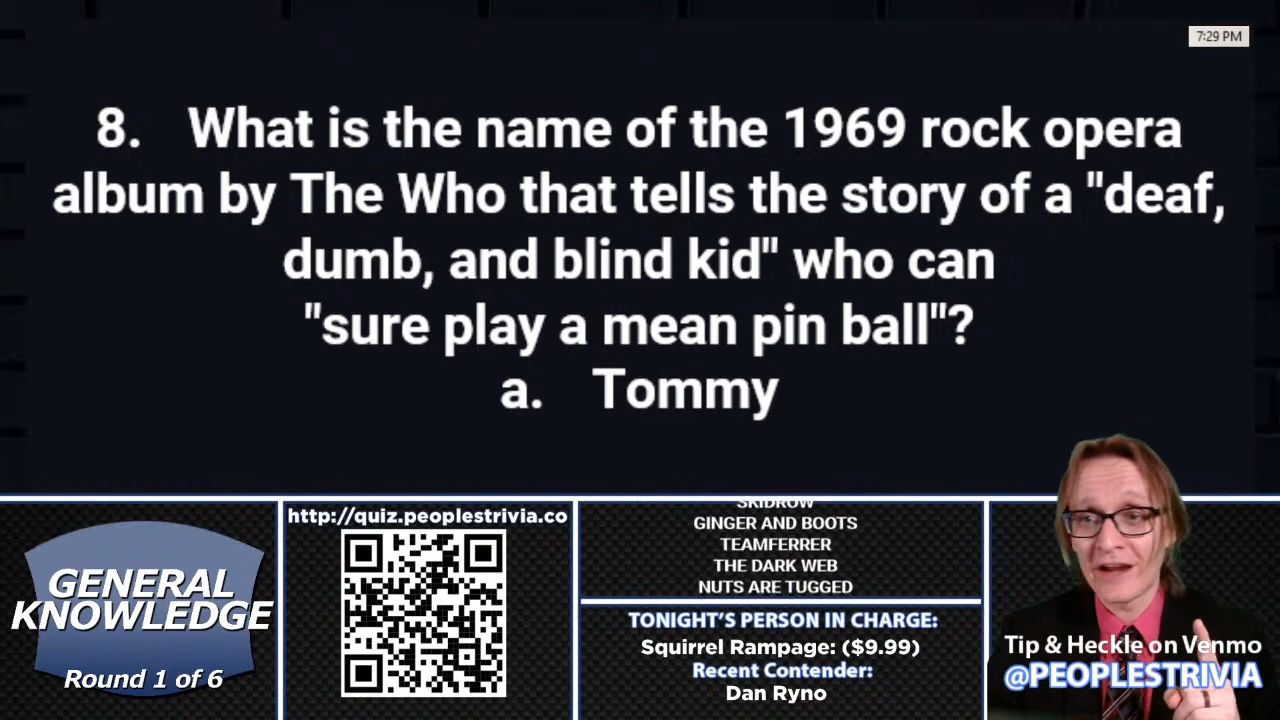 7:29 PM
8. What is the name of the 1969 rock opera
album by The Who that tells the story of a "deaf,
dumb, and blind kid" who can
"sure play a mean pin ball"?
a. Tommy
GENERAL
KNOWLEDGE
Round 1 of 6
http://quiz.peoplestrivia.co
SKIDROW
GINGER AND BOOTS
TEAMFERRER
THE DARK WEB
NUTS ARE TUGGED
TONIGHT'S PERSON IN CHARGE:
Squirrel Rampage: ($9.99)
Recent Contender:
Dan Ryno
Tip & Heckle on Venmo
@PEOPLESTRIVIA